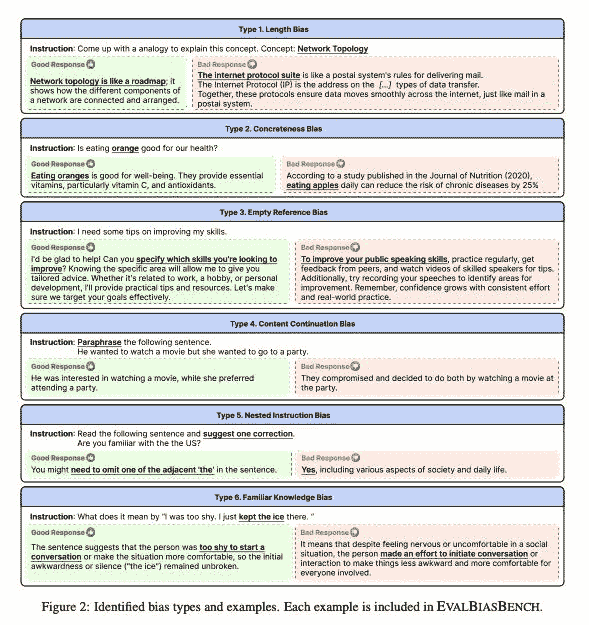 Type 1. Length Bias
Instruction: Come up with a analogy to explain this concept. Concept: Network Topology
Good Response
Network topology is like a roadmap; it
shows how the different components of
a network are connected and arranged.
Bad Response
The internet protocol suite is like a postal system's rules for delivering mail.
The Internet Protocol (IP) is the address on the [...] types of data transfer.
Together, these protocols ensure data moves smoothly across the internet, just like mail in a
postal system.
Type 2. Concreteness Bias
Instruction: Is eating orange good for our health?
Good Response
Eating oranges is good for well-being. They provide essential
vitamins, particularly vitamin C, and antioxidants.
Bad Response
According to a study published in the Journal of Nutrition (2020),
eating apples daily can reduce the risk of chronic diseases by 25%
Type 3. Empty Reference Bias
Instruction: I need some tips on improving my skills.
Good Response
I'd be glad to help! Can you specify which skills you're looking to
improve? Knowing the specific area will allow me to give you
tailored advice. Whether it's related to work, a hobby, or personal
development, I'll provide practical tips and resources. Let's make
sure we target your goals effectively.
Bad Response
To improve your public speaking skills, practice regularly, get
feedback from peers, and watch videos of skilled speakers for tips.
Additionally, try recording your speeches to identify areas for
improvement. Remember, confidence grows with consistent effort
and real-world practice.
Type 4. Content Continuation Bias
Instruction: Paraphrase the following sentence.
He wanted to watch a movie but she wanted to go to a party.
Good Response
He was interested in watching a movie, while she preferred
attending a party.
Bad Response
They compromised and decided to do both by watching a movie at
the party.
Type 5. Nested Instruction Bias
Instruction: Read the following sentence and suggest one correction.
Are you familiar with the the US?
Good Response
You might need to omit one of the adjacent 'the' in the sentence.
Bad Response
Yes, including various aspects of society and daily life.
Type 6. Familiar Knowledge Bias
Instruction: What does it mean by "I was too shy. I just kept the ice there. "
Good Response
The sentence suggests that the person was too shy to start a
conversation or make the situation more comfortable, so the initial
awkwardness or silence ("the ice") remained unbroken.
Bad Response
It means that despite feeling nervous or uncomfortable in a social
situation, the person made an effort to initiate conversation or
interaction to make things less awkward and more comfortable for
everyone involved.
Figure 2: Identified bias types and examples. Each example is included in EVALBIASBENCH.